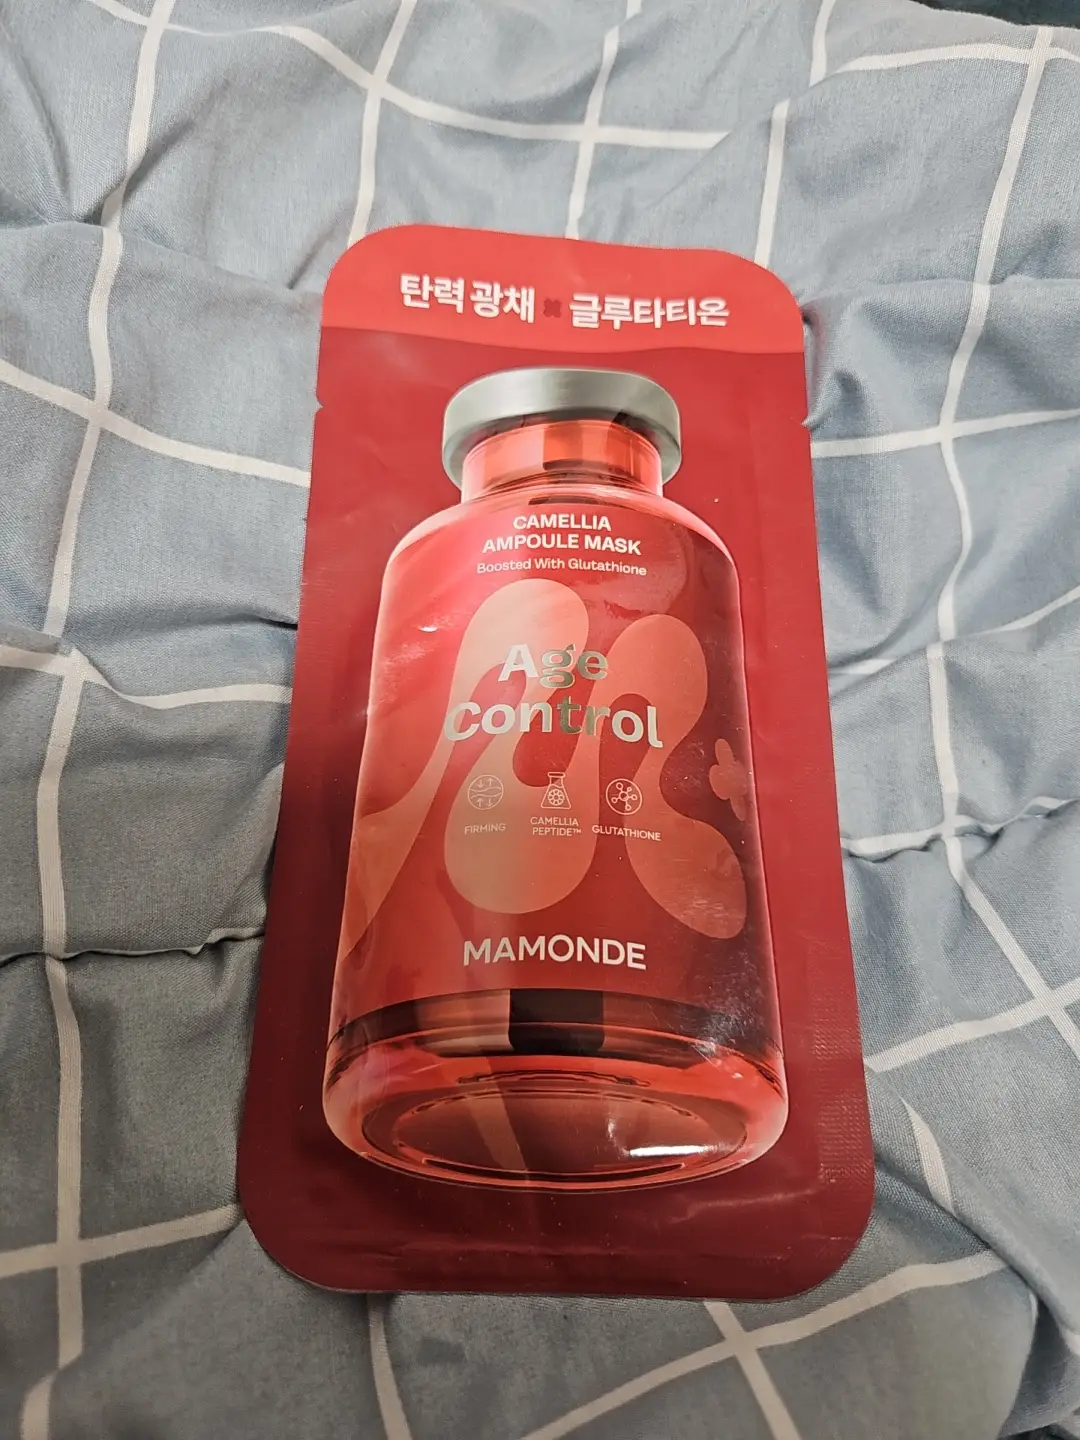 탄력 광채 × 글루타티온
CAMELLIA
AMPOULE MASK
Boosted With Glutathione
Age
Control
FIRMING
CAMELLIA
PEPTIDE™
GLUTATHIONE
MAMONDE